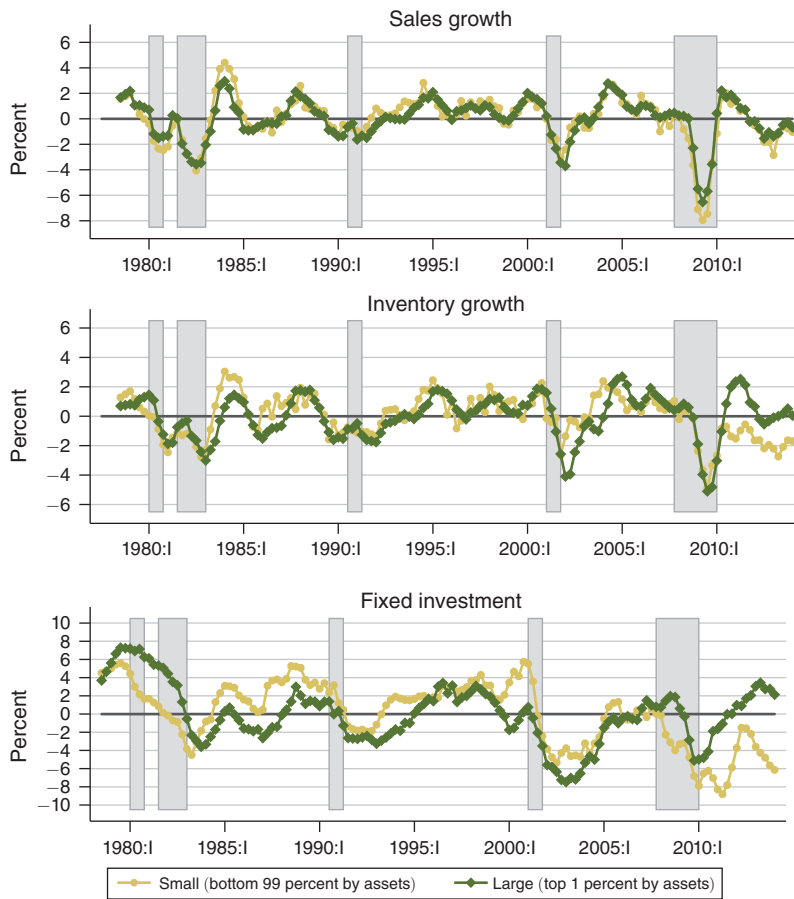 Sales growth
6
4
2
0
−2
−4
−6
−8
Percent
1980:I 1985:I 1990:I 1995:I 2000:I 2005:I 2010:I
Inventory growth
6
4
2
0
−2
−4
−6
Percent
1980:I 1985:I 1990:I 1995:I 2000:I 2005:I 2010:I
Fixed investment
10
8
6
4
2
0
−2
−4
−6
−8
−10
Percent
1980:I 1985:I 1990:I 1995:I 2000:I 2005:I 2010:I
Small (bottom 99 percent by assets) Large (top 1 percent by assets)